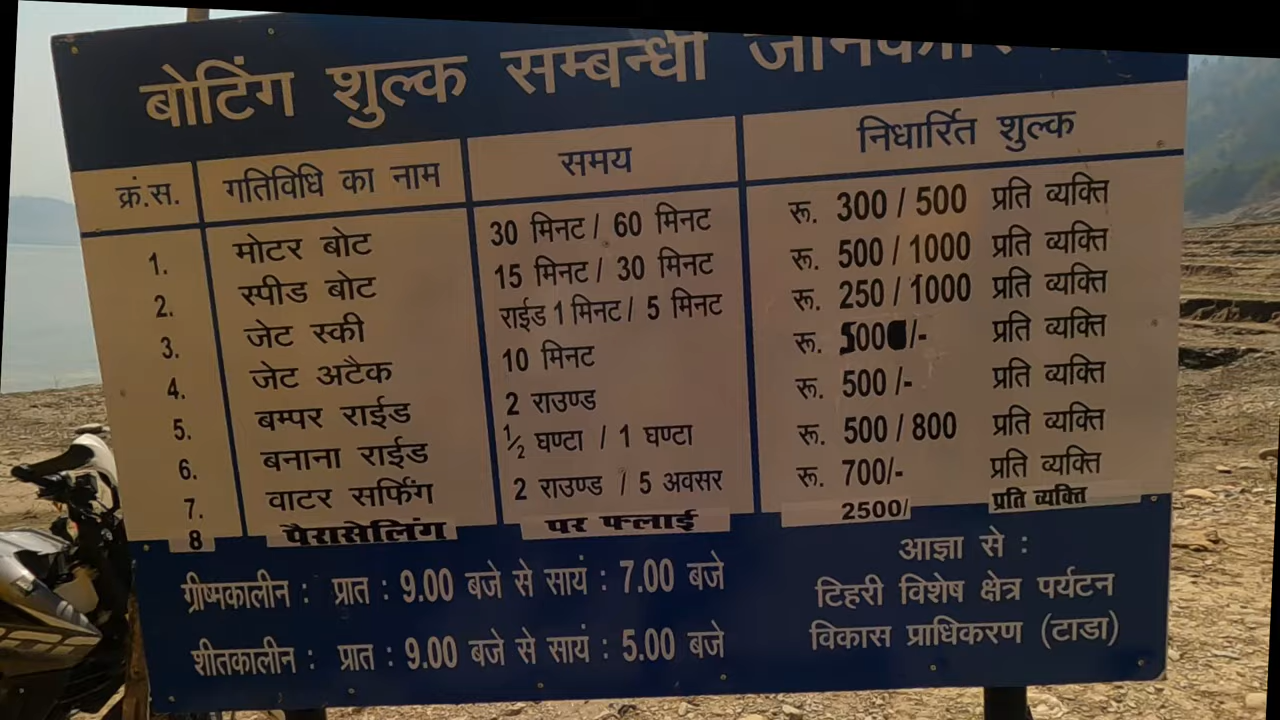 बोटिंग शुल्क सम्बन्धी जानकारि
क्रं.स. गतिविधि का नाम समय निर्धारित शुल्क
1. मोटर बोट 30 मिनट / 60 मिनट रू. 300 / 500 प्रति व्यक्ति
2. स्पीड बोट 15 मिनट / 30 मिनट रू. 500 / 1000 प्रति व्यक्ति
3. जेट स्की राईड 1 मिनट / 5 मिनट रू. 250 / 1000 प्रति व्यक्ति
4. जेट अटैक 10 मिनट रू. 500/- प्रति व्यक्ति
5. बम्पर राईड 2 राउण्ड रू. 500 /- प्रति व्यक्ति
6. बनाना राईड ½ घण्टा / 1 घण्टा रू. 500 / 800 प्रति व्यक्ति
7. वाटर सर्फिंग 2 राउण्ड / 5 अवसर रू. 700/- प्रति व्यक्ति
8 पैरासेलिंग पर फ्लाई 2500/ प्रति व्यक्ति
ग्रीष्मकालीन : प्रात : 9.00 बजे से सायं : 7.00 बजे
शीतकालीन : प्रात : 9.00 बजे से सायं : 5.00 बजे
आज्ञा से :
टिहरी विशेष क्षेत्र पर्यटन
विकास प्राधिकरण (टाडा)